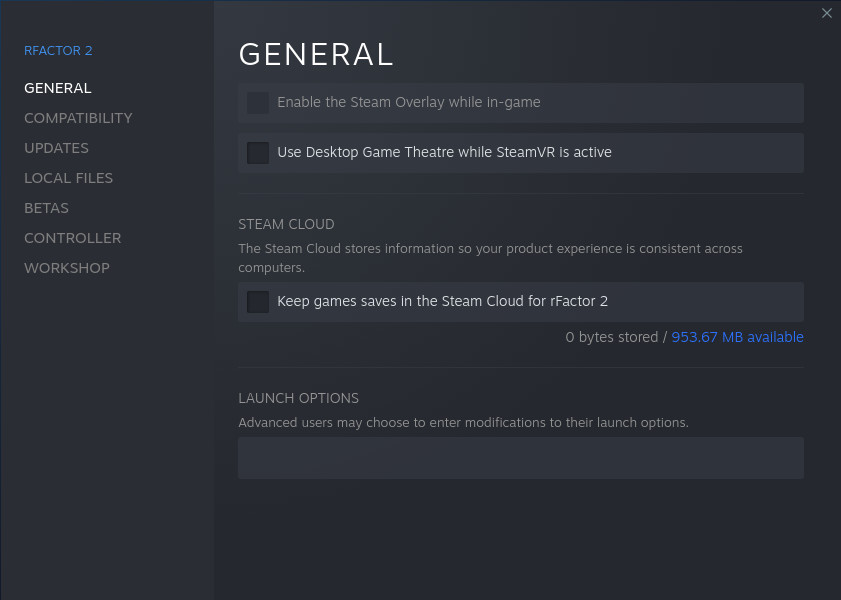 RFACTOR 2
GENERAL
COMPATIBILITY
UPDATES
LOCAL FILES
BETAS
CONTROLLER
WORKSHOP
GENERAL
Enable the Steam Overlay while in-game
Use Desktop Game Theatre while SteamVR is active
STEAM CLOUD
The Steam Cloud stores information so your product experience is consistent across
computers.
Keep games saves in the Steam Cloud for rFactor 2
0 bytes stored / 953.67 MB available
LAUNCH OPTIONS
Advanced users may choose to enter modifications to their launch options.